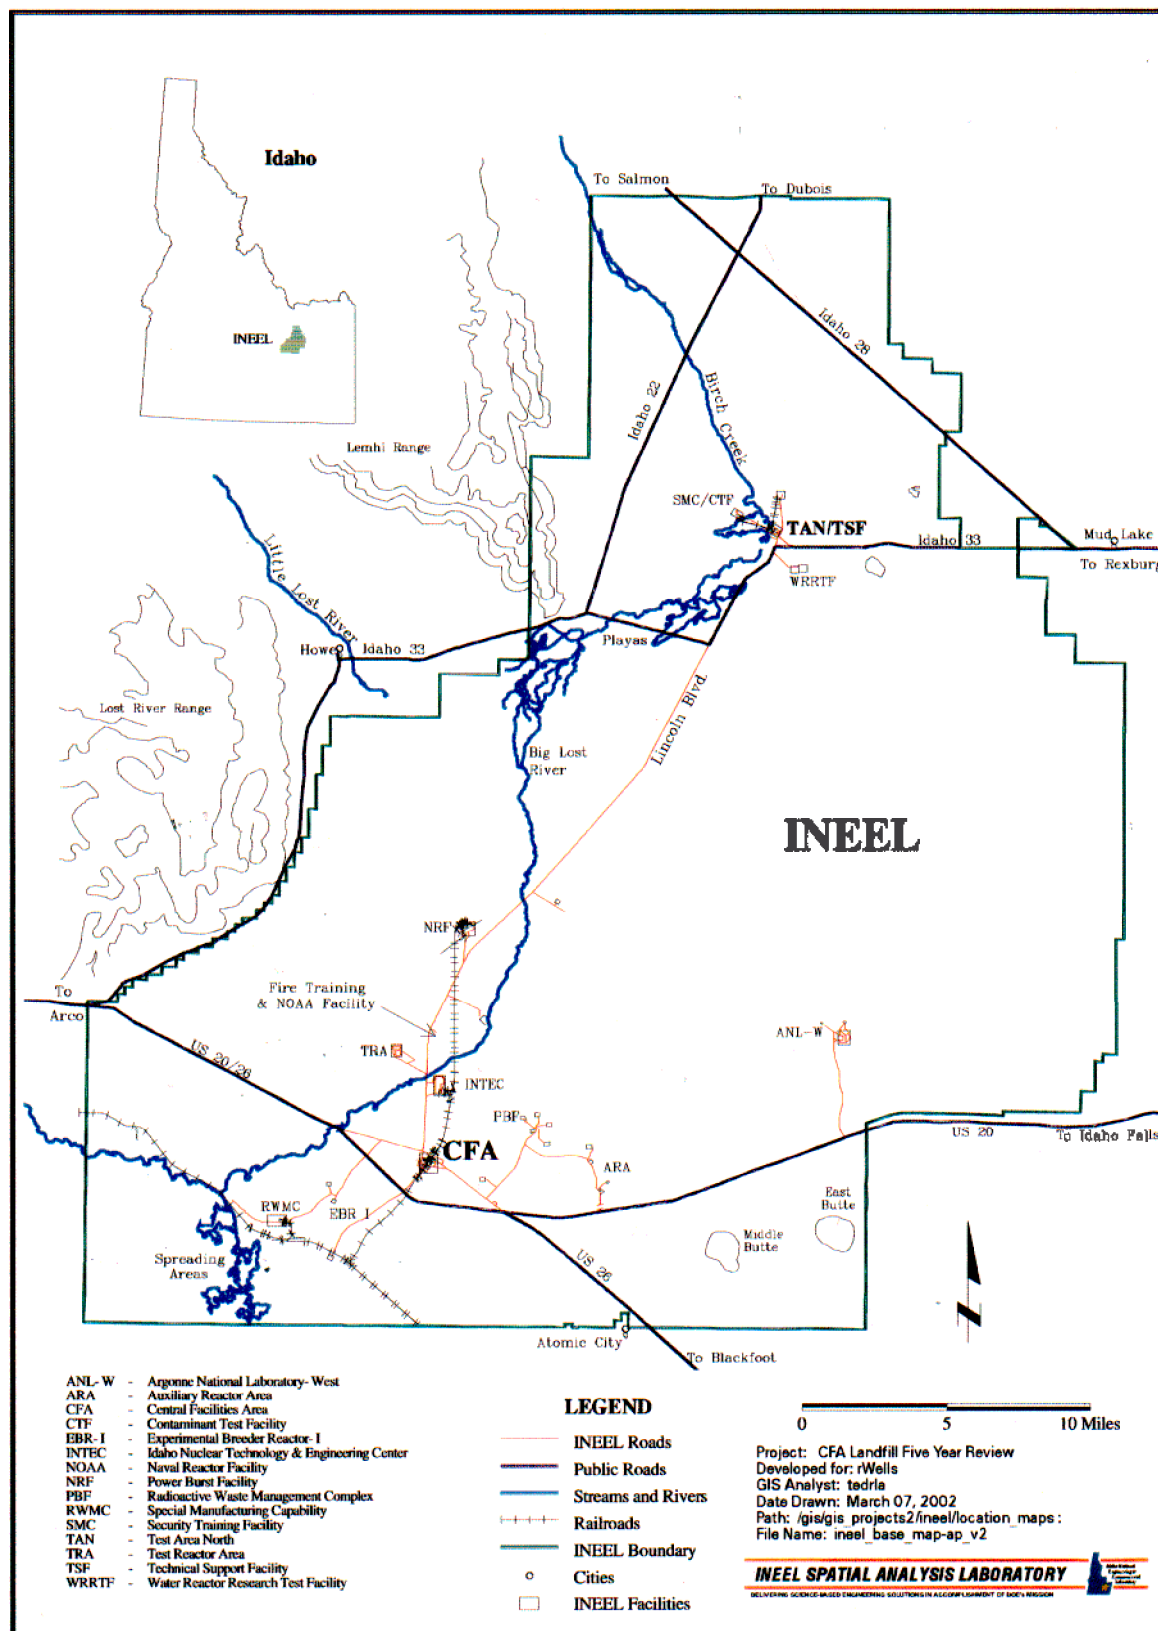 Idaho
INEEL
To Salmon
To Dubois
Idaho 28
Idaho 22
Birch Creek
Lemhi Range
SMC/CTF
TAN/TSF
Idaho 33
Mud Lake
To Rexburg
WRRTF
Little Lost River
Howe
Idaho 33
Playas
Lincoln Blvd.
Lost River Range
Big Lost
River
INEEL
NRF
To
Arco
Fire Training
& NOAA Facility
US 20/26
TRA
INTEC
ANL-W
PBF
CFA
ARA
US 20
To Idaho Falls
RWMC
EBR I
East
Butte
Middle
Butte
Spreading
Areas
US 26
Atomic City
To Blackfoot
ANL-W - Argonne National Laboratory-West
ARA - Auxiliary Reactor Area
CFA - Central Facilities Area
CTF - Contaminant Test Facility
EBR-I - Experimental Breeder Reactor-I
INTEC - Idaho Nuclear Technology & Engineering Center
NOAA - Naval Reactor Facility
NRF - Power Burst Facility
PBF - Radioactive Waste Management Complex
RWMC - Special Manufacturing Capability
SMC - Security Training Facility
TAN - Test Area North
TRA - Test Reactor Area
TSF - Technical Support Facility
WRRTF - Water Reactor Research Test Facility
LEGEND
INEEL Roads
Public Roads
Streams and Rivers
Railroads
INEEL Boundary
Cities
INEEL Facilities
0 5 10 Miles
Project: CFA Landfill Five Year Review
Developed for: rWells
GIS Analyst: tedrla
Date Drawn: March 07, 2002
Path: /gis/gis_projects2/ineel/location_maps:
File Name: ineel_base_map-ap_v2
INEEL SPATIAL ANALYSIS LABORATORY
DELIVERING SCIENCE-BASED ENGINEERING SOLUTIONS IN ACCOMPLISHMENT OF DOE'S MISSION